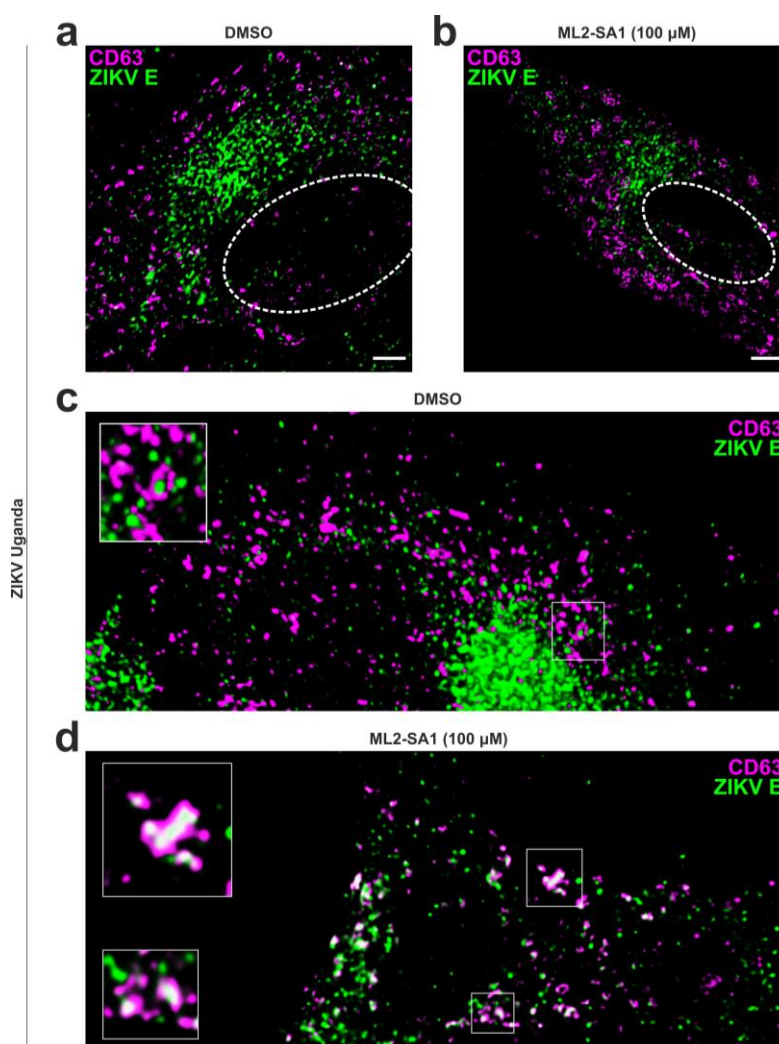 a
DMSO
CD63
ZIKV E
b
ML2-SA1 (100 µM)
CD63
ZIKV E
c
DMSO
CD63
ZIKV E
d
ML2-SA1 (100 µM)
CD63
ZIKV E
ZIKV Uganda